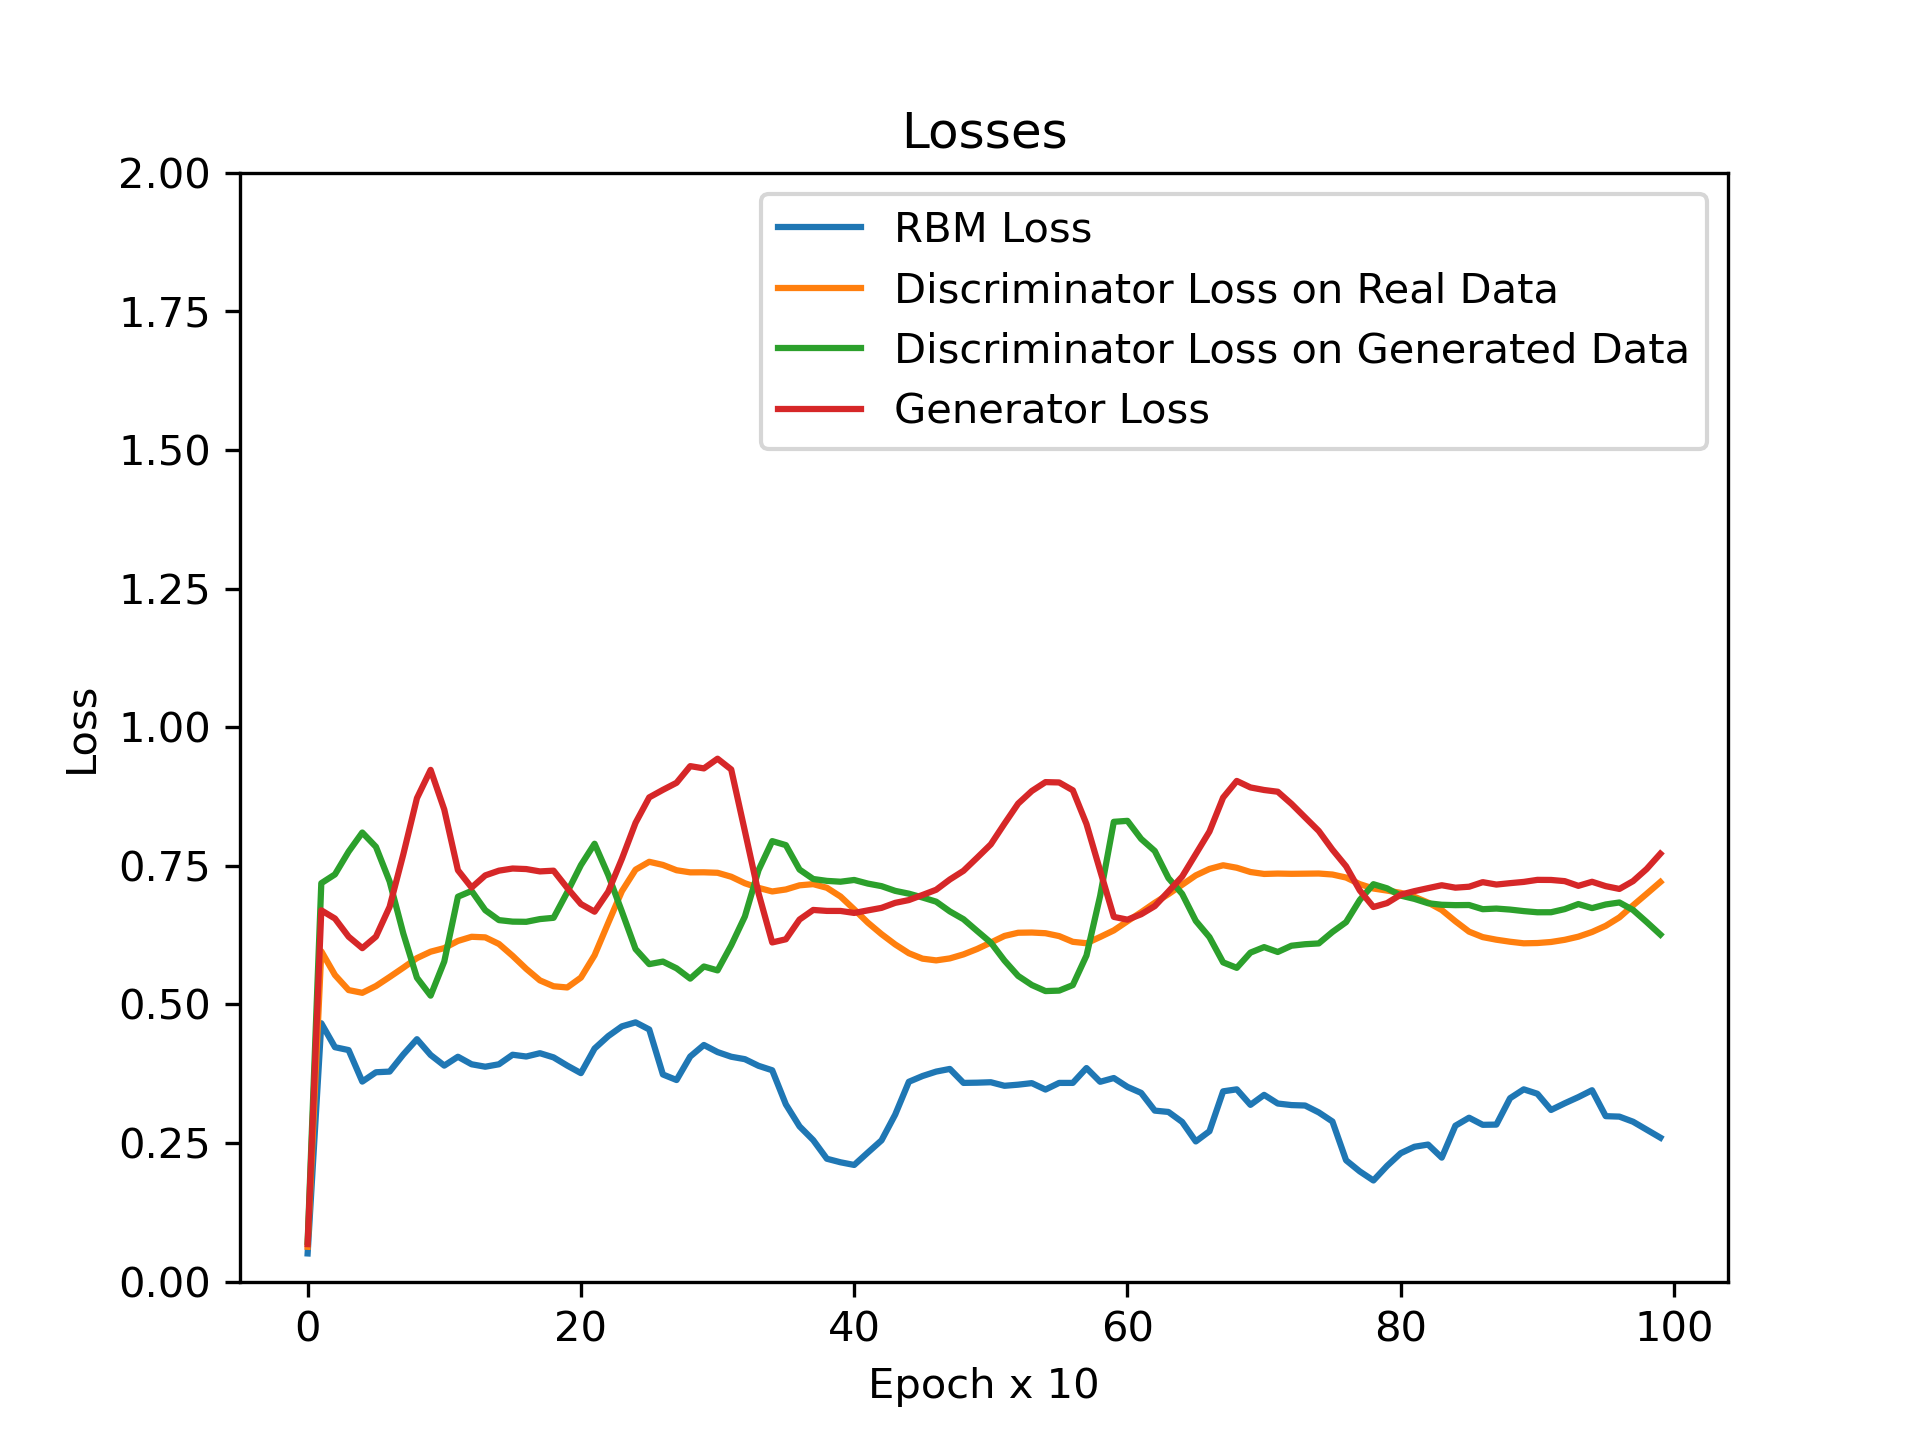 Losses
2.00
1.75
1.50
1.25
1.00
0.75
0.50
0.25
0.00
Loss
RBM Loss
Discriminator Loss on Real Data
Discriminator Loss on Generated Data
Generator Loss
0 20 40 60 80 100
Epoch x 10